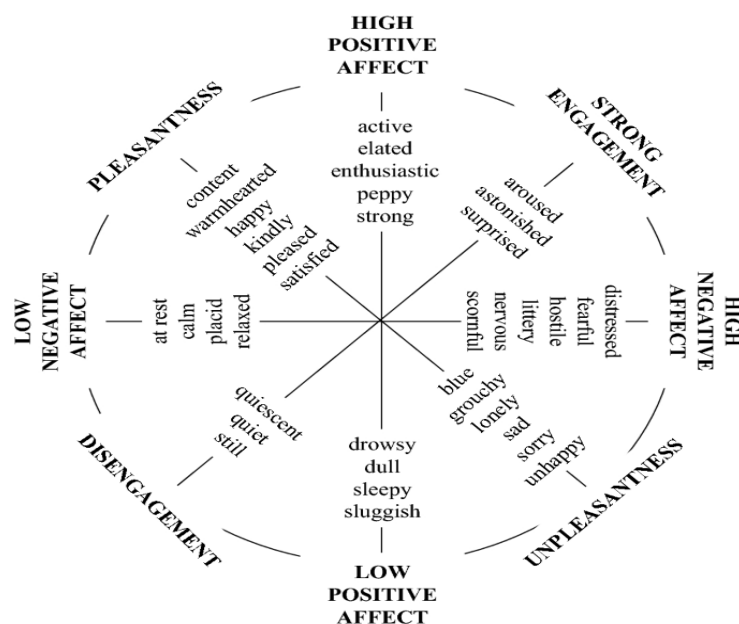 HIGH
POSITIVE
AFFECT
STRONG
ENGAGEMENT
PLEASANTNESS
active
elated
enthusiastic
peppy
strong
content
warmhearted
happy
kindly
pleased
satisfied
aroused
astonished
surprised
LOW
NEGATIVE
AFFECT
at rest
calm
placid
relaxed
scornful
nervous
littery
hostile
fearful
distressed
HIGH
NEGATIVE
AFFECT
quiescent
quiet
still
blue
grouchy
lonely
sad
sorry
unhappy
drowsy
dull
sleepy
sluggish
DISENGAGEMENT
UNPLEASANTNESS
LOW
POSITIVE
AFFECT